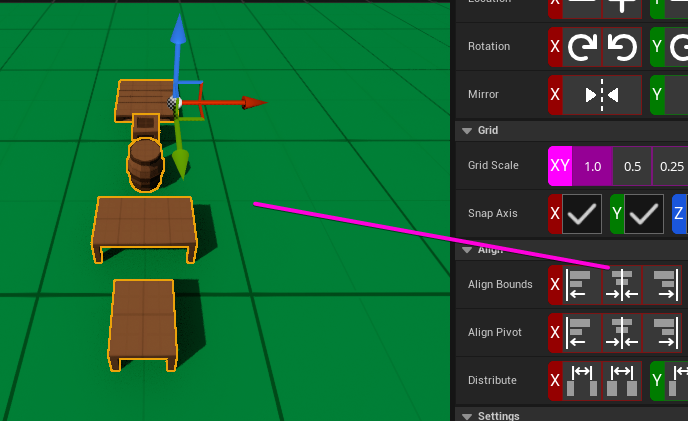 Location
X
Y
Rotation
X
Y
Mirror
X
Y
Grid
Grid Scale
XY
1.0
0.5
0.25
Snap Axis
X
Y
Z
Align
Align Bounds
X
Align Pivot
X
Distribute
X
Y
Settings